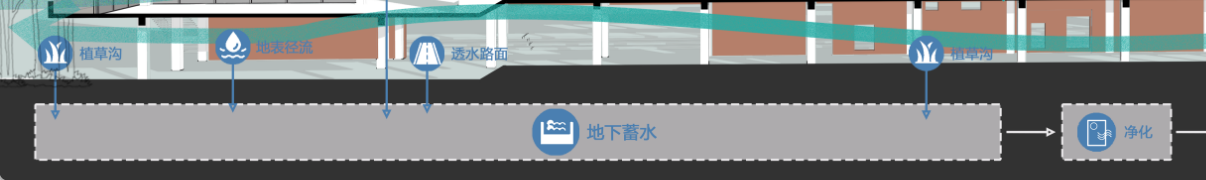 植草沟
地表径流
透水路面
植草沟
地下蓄水
净化